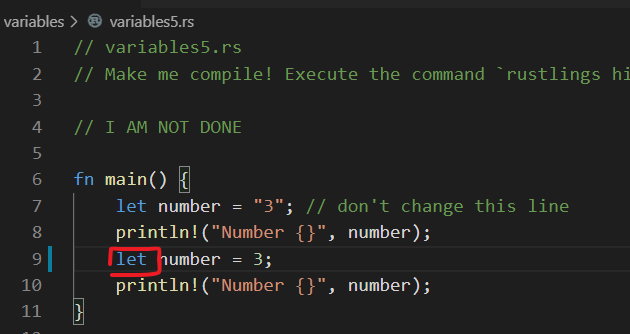 variables > variables5.rs
1 // variables5.rs
2 // Make me compile! Execute the command `rustlings hi
3
4 // I AM NOT DONE
5
6 fn main() {
7 let number = "3"; // don't change this line
8 println!("Number {}", number);
9 let number = 3;
10 println!("Number {}", number);
11 }